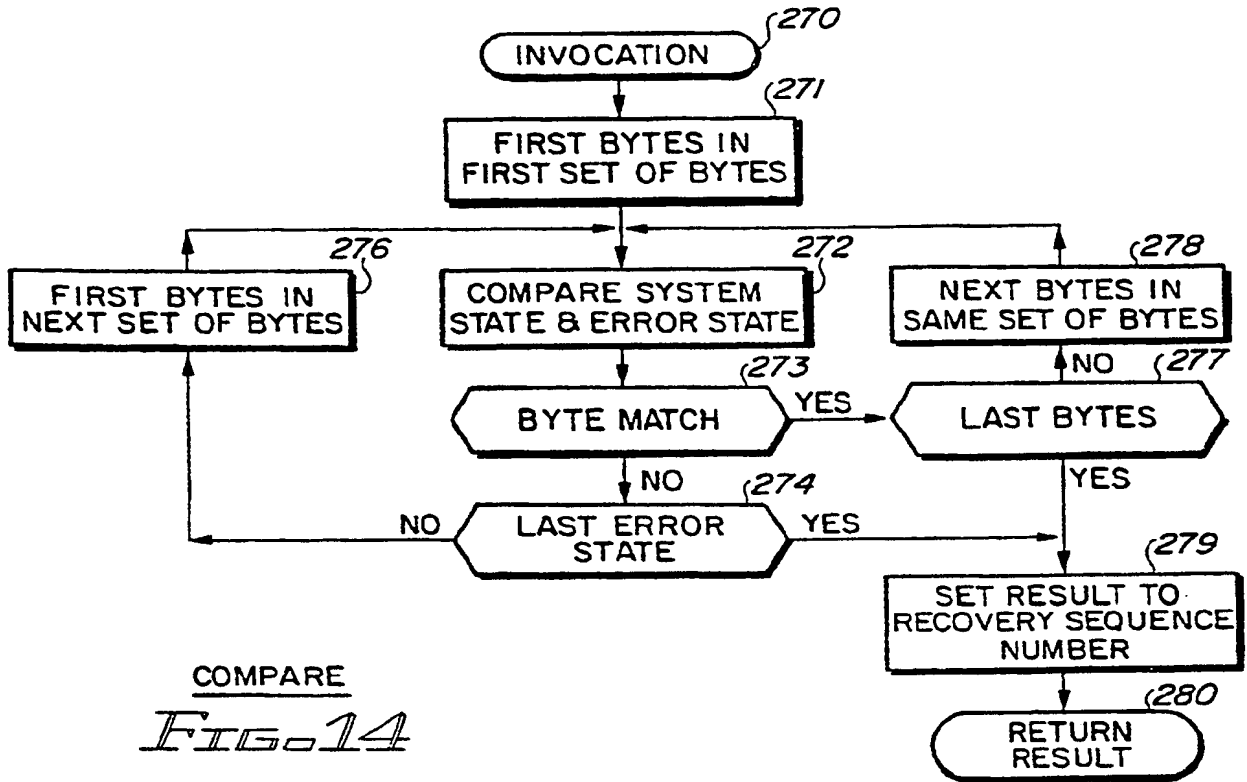 270
INVOCATION
271
FIRST BYTES IN
FIRST SET OF BYTES
276
FIRST BYTES IN
NEXT SET OF BYTES
272
COMPARE SYSTEM
STATE & ERROR STATE
278
NEXT BYTES IN
SAME SET OF BYTES
273
BYTE MATCH
YES
NO
277
LAST BYTES
NO
YES
274
NO
LAST ERROR
STATE
YES
279
SET RESULT TO
RECOVERY SEQUENCE
NUMBER
280
RETURN
RESULT
COMPARE
FIG. 14